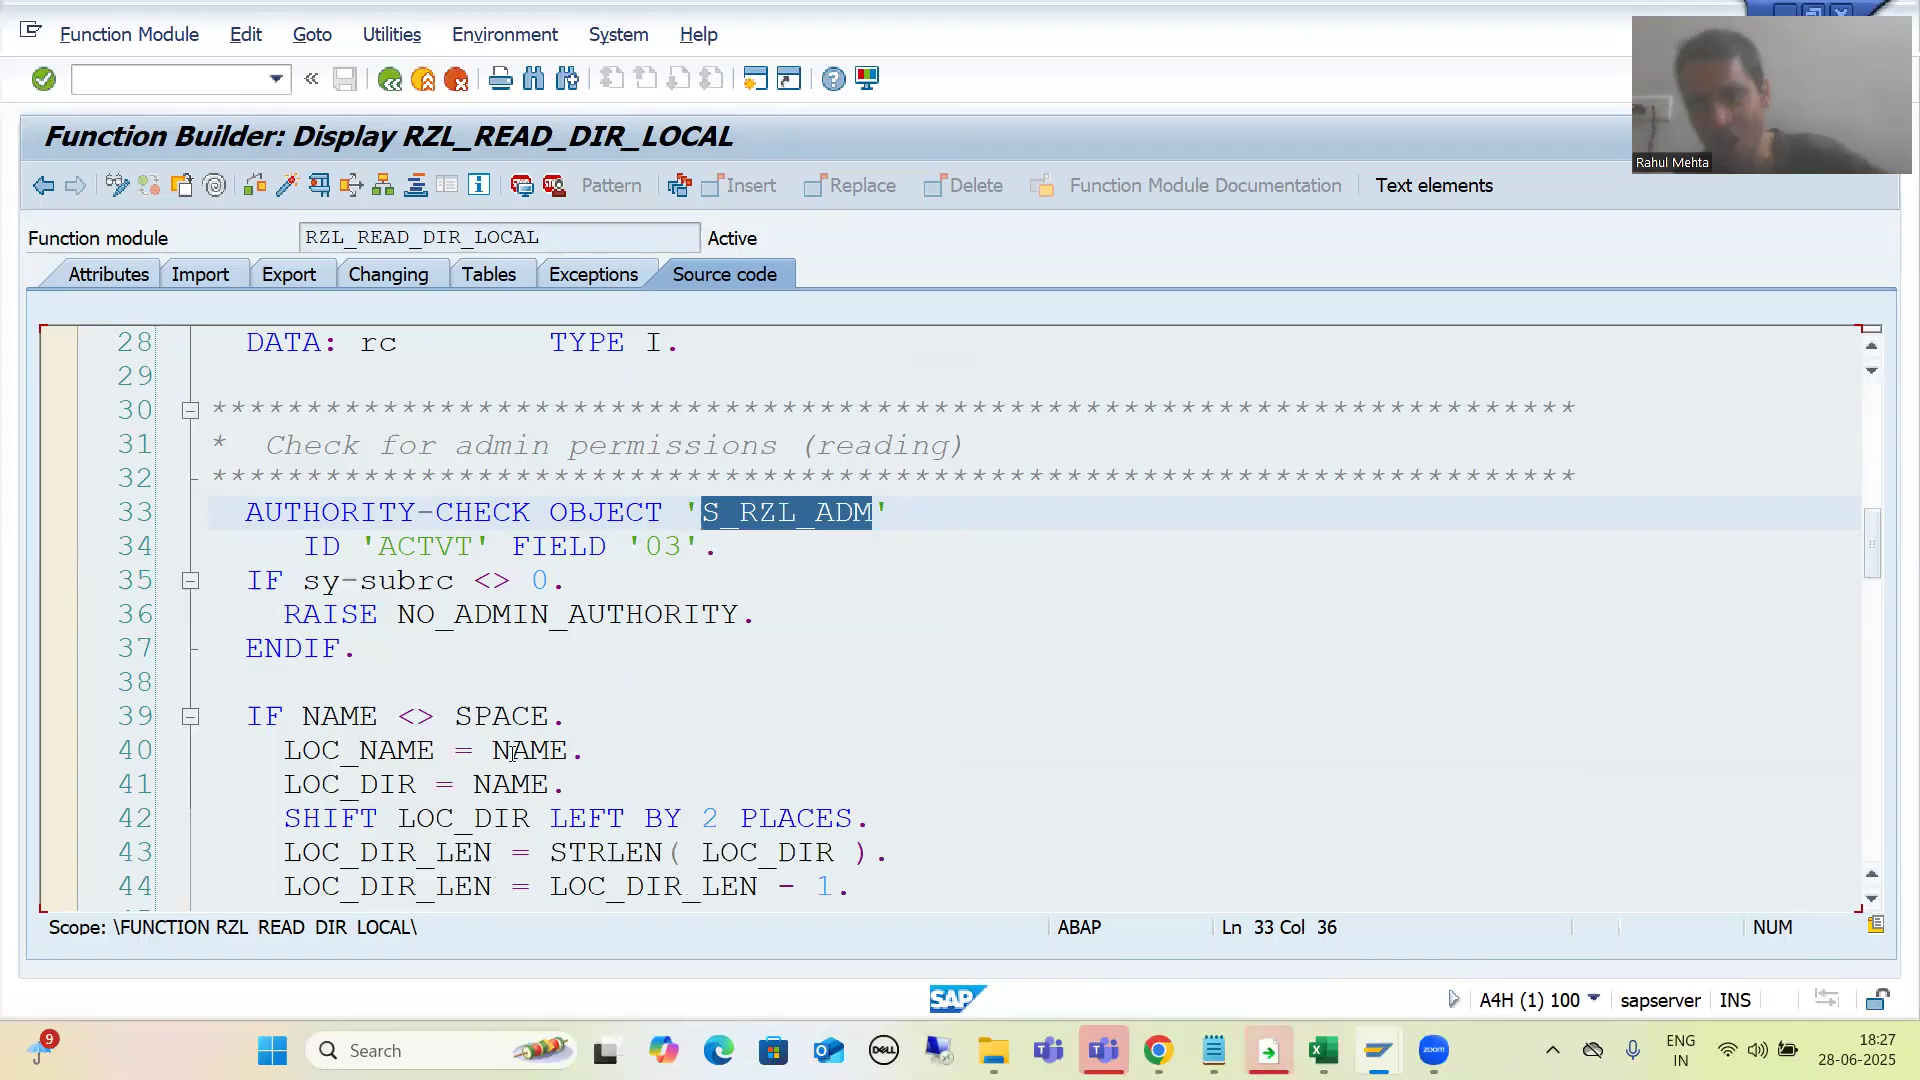 Function Module Edit Goto Utilities Environment System Help
Rahul Mehta
Function Builder: Display RZL_READ_DIR_LOCAL
Pattern Insert Replace Delete Function Module Documentation Text elements
Function module RZL_READ_DIR_LOCAL Active
Attributes Import Export Changing Tables Exceptions Source code
28 DATA: rc TYPE I.
29
30 ************************************************************************
31 * Check for admin permissions (reading)
32 ************************************************************************
33 AUTHORITY-CHECK OBJECT 'S_RZL_ADM'
34 ID 'ACTVT' FIELD '03'.
35 IF sy-subrc <> 0.
36 RAISE NO_ADMIN_AUTHORITY.
37 ENDIF.
38
39 IF NAME <> SPACE.
40 LOC_NAME = NAME.
41 LOC_DIR = NAME.
42 SHIFT LOC_DIR LEFT BY 2 PLACES.
43 LOC_DIR_LEN = STRLEN( LOC_DIR ).
44 LOC_DIR_LEN = LOC_DIR_LEN - 1.
Scope: \FUNCTION RZL_READ_DIR_LOCAL\ ABAP Ln 33 Col 36 NUM
SAP A4H (1) 100 sapserver INS
9 Search DELL zoom ENG IN 18:27 28-06-2025